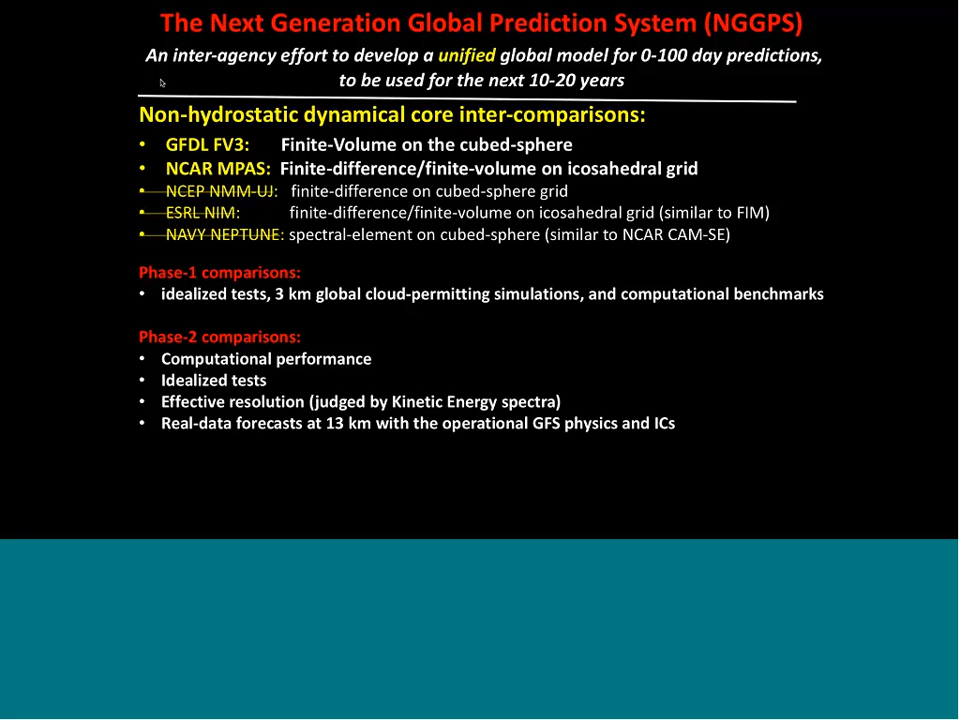 The Next Generation Global Prediction System (NGGPS)
An inter-agency effort to develop a unified global model for 0-100 day predictions,
to be used for the next 10-20 years
Non-hydrostatic dynamical core inter-comparisons:
• GFDL FV3: Finite-Volume on the cubed-sphere
• NCAR MPAS: Finite-difference/finite-volume on icosahedral grid
• NCEP NMM-UJ: finite-difference on cubed-sphere grid
• ESRL NIM: finite-difference/finite-volume on icosahedral grid (similar to FIM)
• NAVY NEPTUNE: spectral-element on cubed-sphere (similar to NCAR CAM-SE)
Phase-1 comparisons:
• idealized tests, 3 km global cloud-permitting simulations, and computational benchmarks
Phase-2 comparisons:
• Computational performance
• Idealized tests
• Effective resolution (judged by Kinetic Energy spectra)
• Real-data forecasts at 13 km with the operational GFS physics and ICs